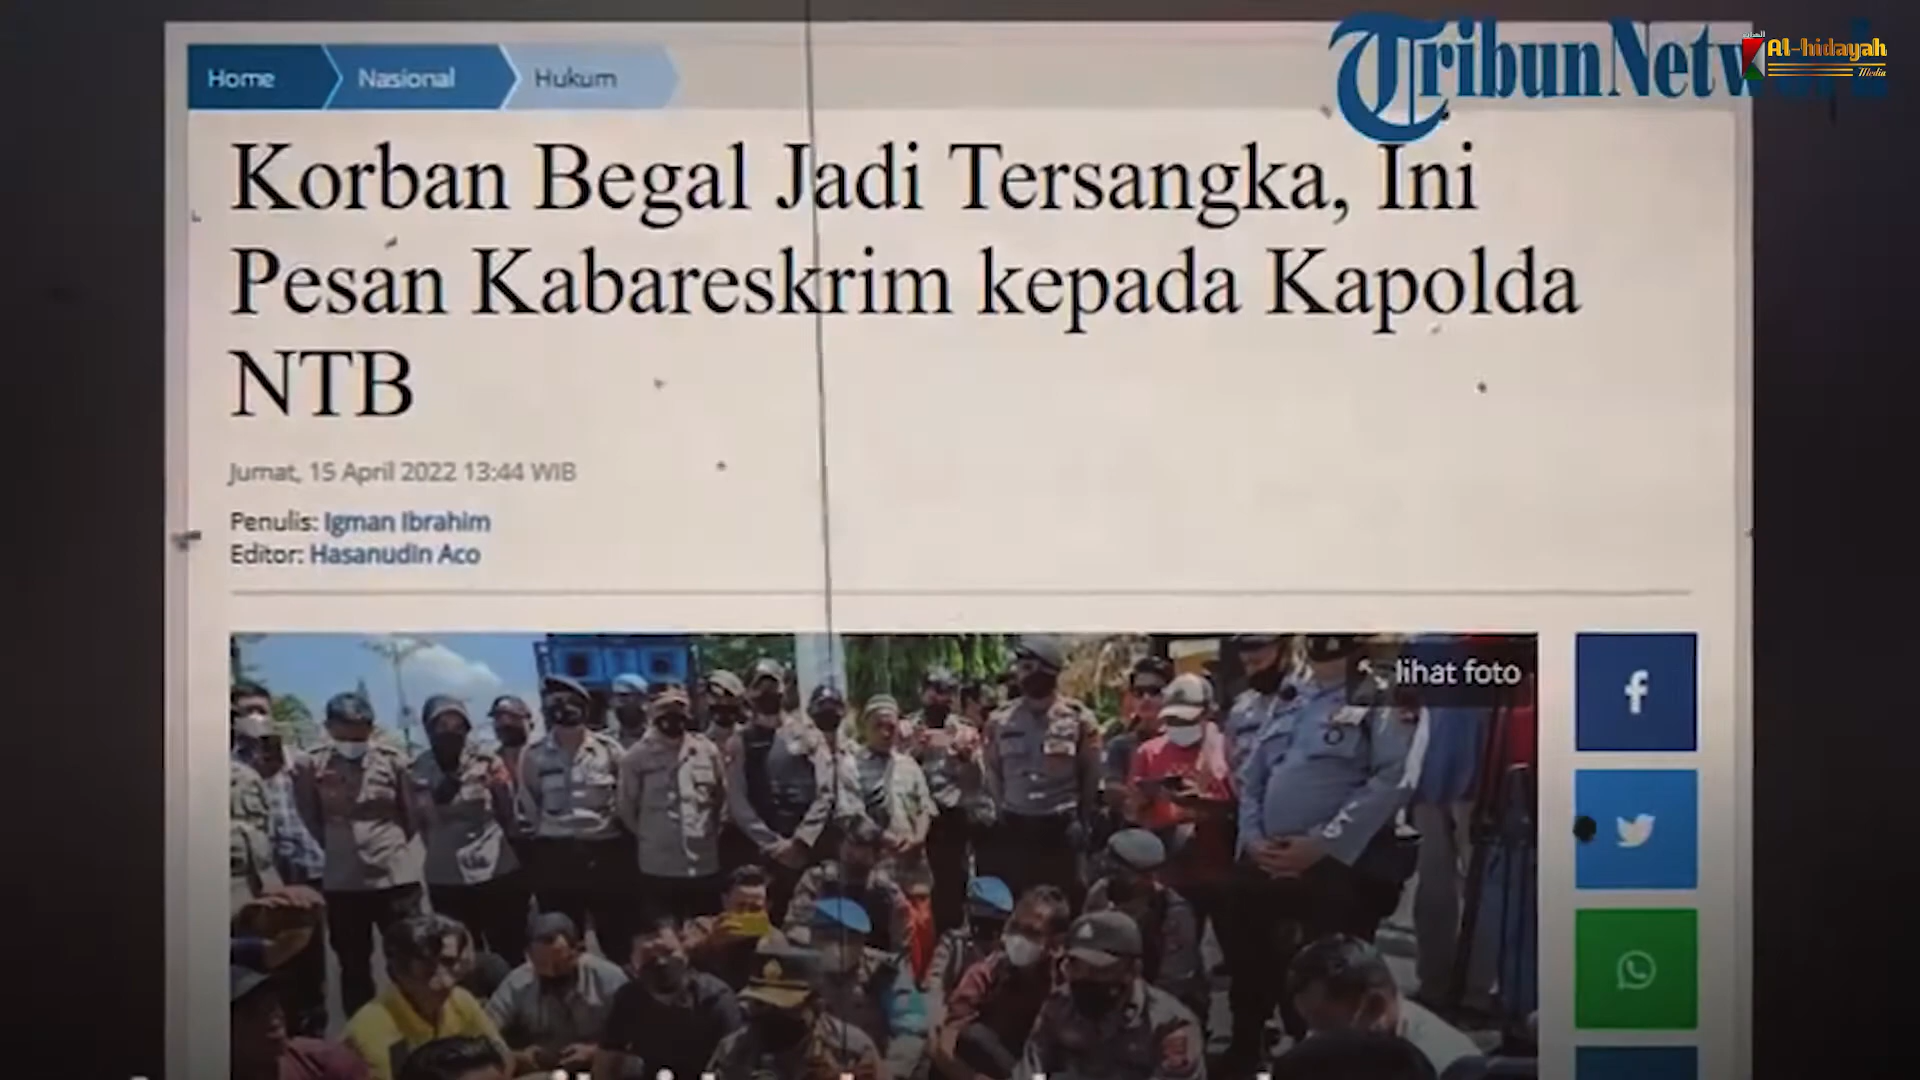 TribunNetw
Al-hidayah
Media
Home
Nasional
Hukum
Korban Begal Jadi Tersangka, Ini
Pesan Kabareskrim kepada Kapolda
NTB
Jumat, 15 April 2022 13:44 WIB
Penulis: Igman Ibrahim
Editor: Hasanudin Aco
lihat foto